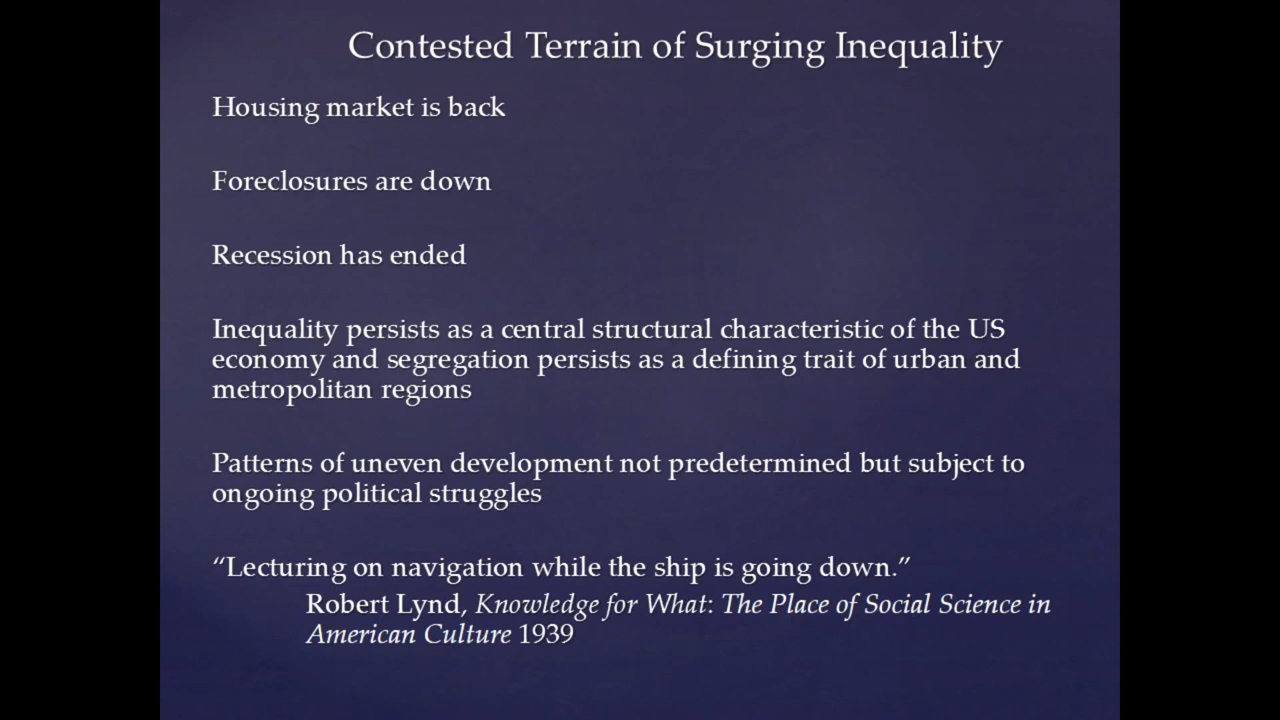 Contested Terrain of Surging Inequality
Housing market is back
Foreclosures are down
Recession has ended
Inequality persists as a central structural characteristic of the US
economy and segregation persists as a defining trait of urban and
metropolitan regions
Patterns of uneven development not predetermined but subject to
ongoing political struggles
“Lecturing on navigation while the ship is going down.”
Robert Lynd, Knowledge for What: The Place of Social Science in
American Culture 1939